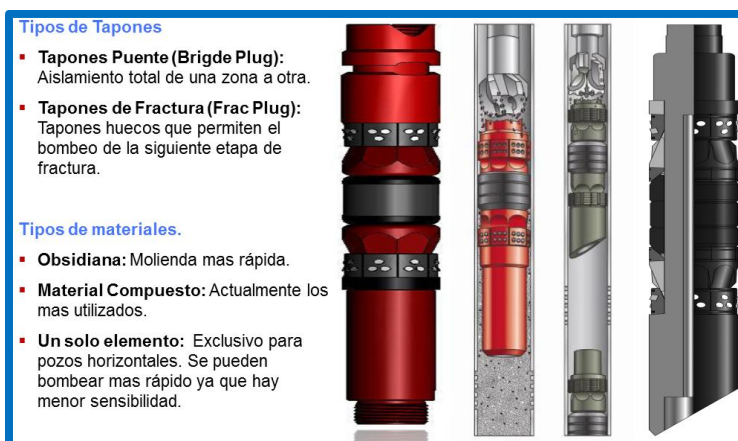 Tipos de Tapones
▪ Tapones Puente (Brigde Plug):
Aislamiento total de una zona a otra.
▪ Tapones de Fractura (Frac Plug):
Tapones huecos que permiten el
bombeo de la siguiente etapa de
fractura.
Tipos de materiales.
▪ Obsidiana: Molienda mas rápida.
▪ Material Compuesto: Actualmente los
mas utilizados.
▪ Un solo elemento: Exclusivo para
pozos horizontales. Se pueden
bombear mas rápido ya que hay
menor sensibilidad.